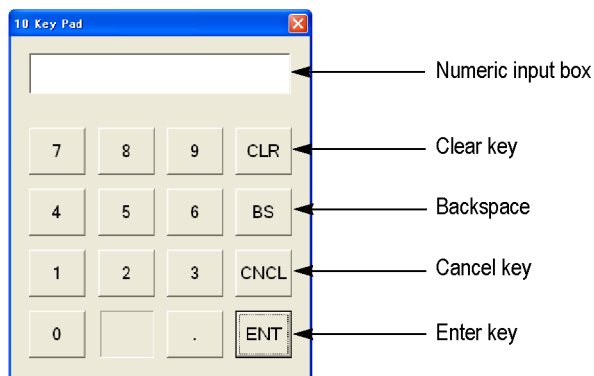 10 Key Pad
Numeric input box
7 8 9 CLR Clear key
4 5 6 BS Backspace
1 2 3 CNCL Cancel key
0 . ENT Enter key